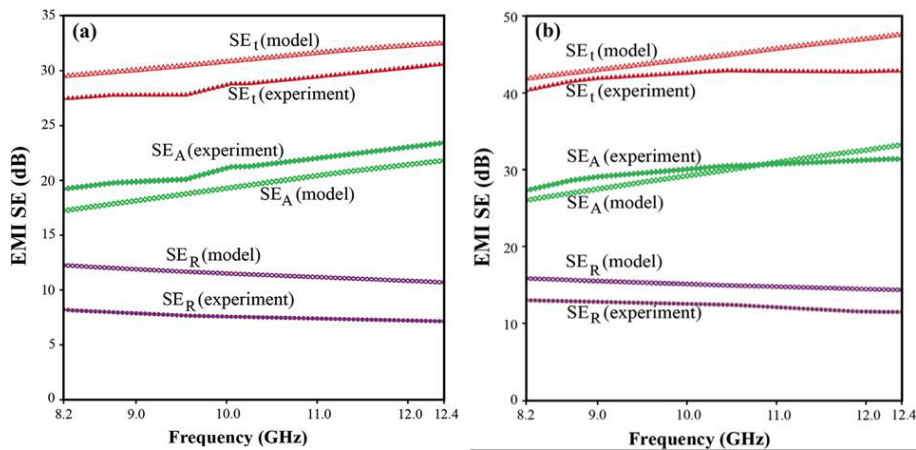 (a)
EMI SE (dB)
35
30
25
20
15
10
5
0
SEt (model)
SEt (experiment)
SEA (experiment)
SEA (model)
SER (model)
SER (experiment)
8.2 9.0 10.0 11.0 12.0 12.4
Frequency (GHz)
(b)
EMI SE (dB)
50
40
30
20
10
0
SEt (model)
SEt (experiment)
SEA (experiment)
SEA (model)
SER (model)
SER (experiment)
8.2 9.0 10.0 11.0 12.0 12.4
Frequency (GHz)